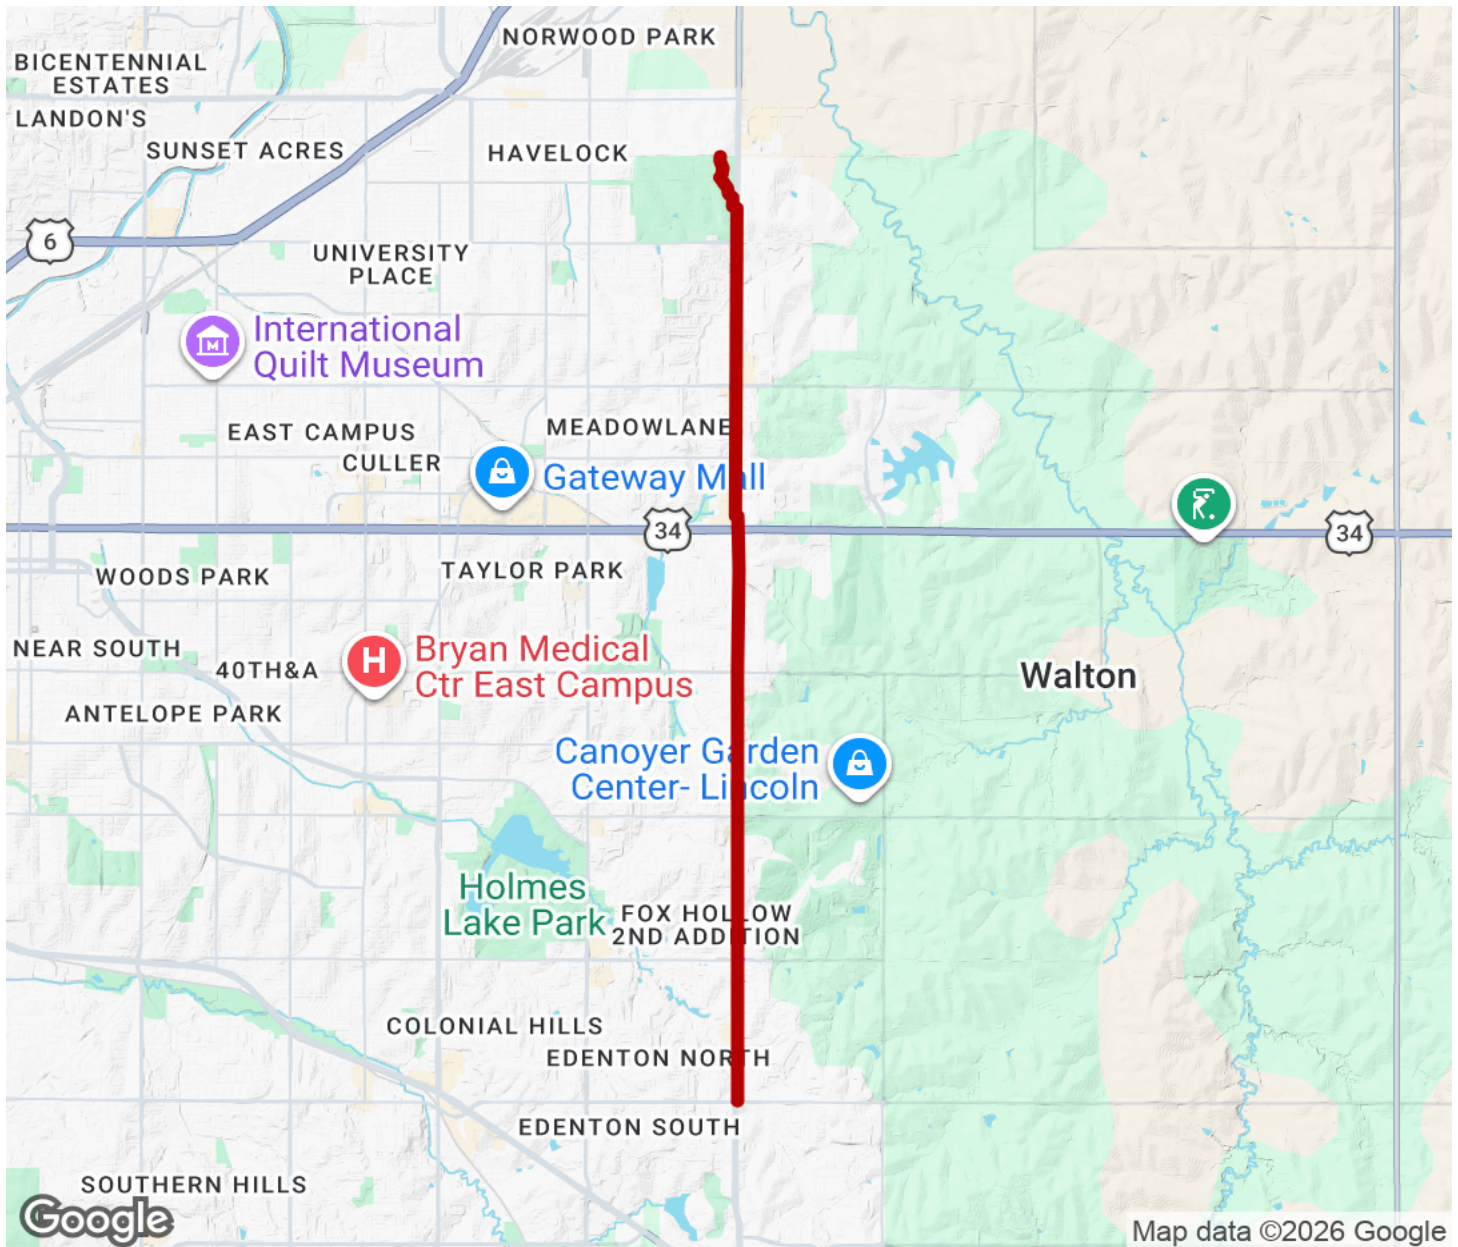 NORWOOD PARK
BICENTENNIAL
ESTATES
LANDON'S
SUNSET ACRES
HAVELOCK
6
UNIVERSITY
PLACE
International
Quilt Museum
EAST CAMPUS
CULLER
MEADOWLANE
Gateway Mall
34
34
WOODS PARK
TAYLOR PARK
NEAR SOUTH
40TH&A
H
Bryan Medical
Ctr East Campus
Walton
ANTELOPE PARK
Canoyer Garden
Center- Lincoln
Holmes
Lake Park
FOX HOLLOW
2ND ADDITION
COLONIAL HILLS
EDENTON NORTH
EDENTON SOUTH
SOUTHERN HILLS
Google
Map data ©2026 Google